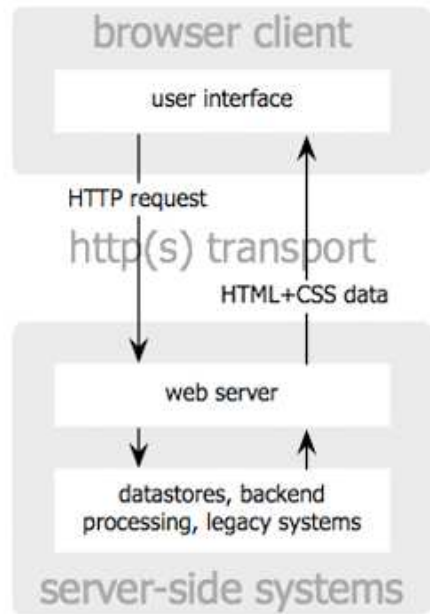 browser client
user interface
HTTP request
http(s) transport
HTML+CSS data
web server
datastores, backend
processing, legacy systems
server-side systems